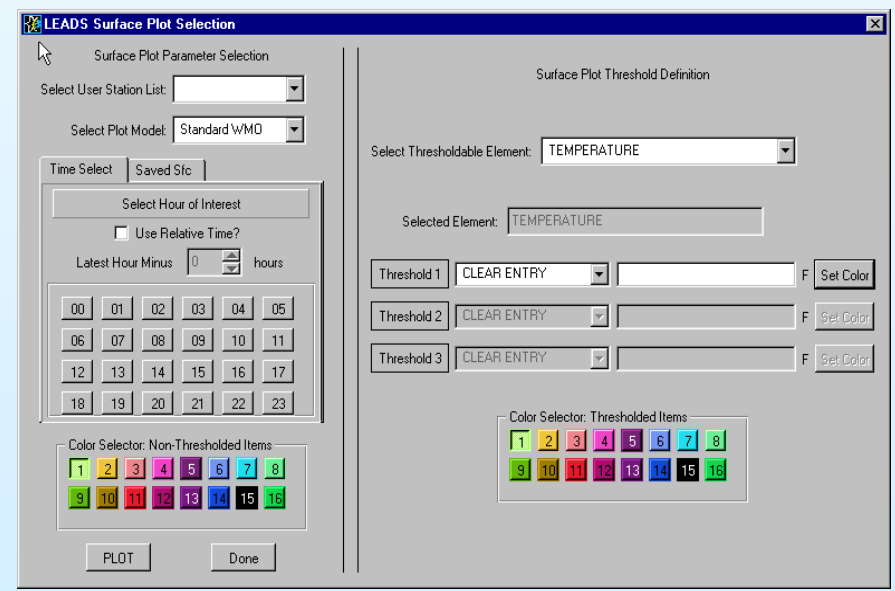 LEADS Surface Plot Selection
Surface Plot Parameter Selection
Select User Station List:
Select Plot Model: Standard WMO
Time Select Saved Sfc
Select Hour of Interest
Use Relative Time?
Latest Hour Minus 0 hours
00 01 02 03 04 05
06 07 08 09 10 11
12 13 14 15 16 17
18 19 20 21 22 23
Color Selector: Non-Thresholded Items
1 2 3 4 5 6 7 8
9 10 11 12 13 14 15 16
PLOT Done
Surface Plot Threshold Definition
Select Thresholdable Element: TEMPERATURE
Selected Element: TEMPERATURE
Threshold 1 CLEAR ENTRY F Set Color
Threshold 2 CLEAR ENTRY F Set Color
Threshold 3 CLEAR ENTRY F Set Color
Color Selector: Thresholded Items
1 2 3 4 5 6 7 8
9 10 11 12 13 14 15 16